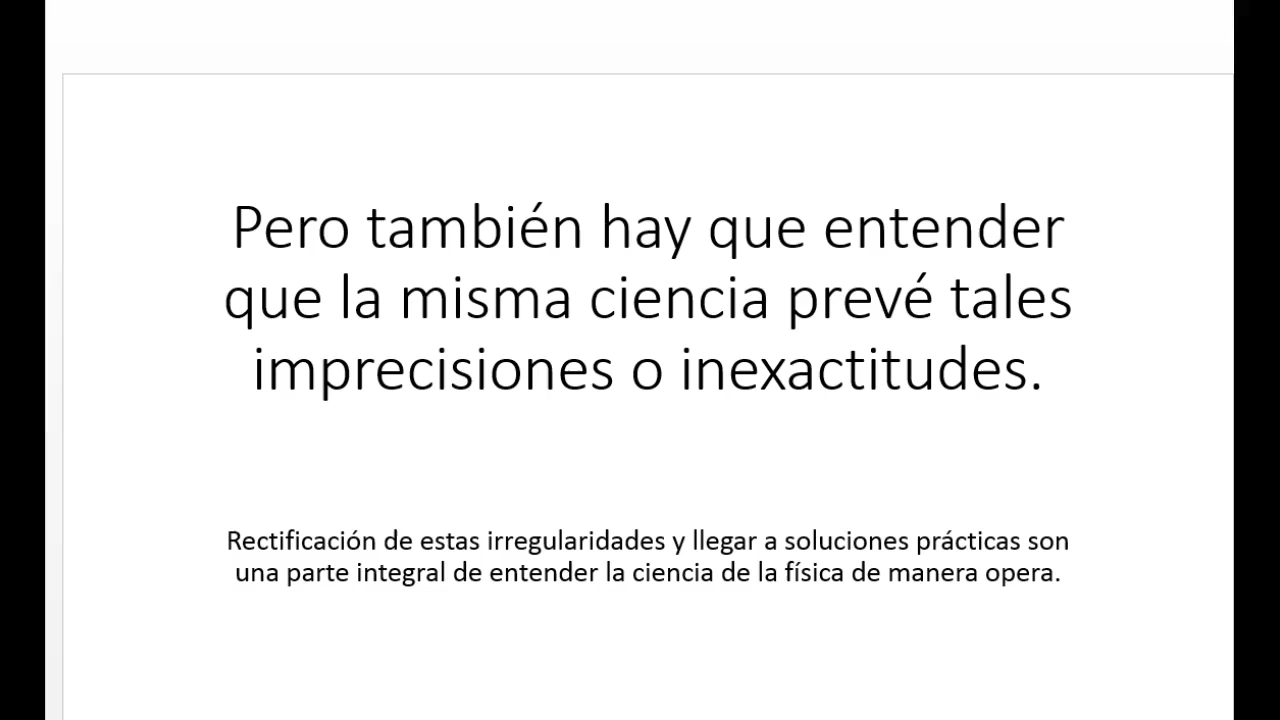 Pero también hay que entender
que la misma ciencia prevé tales
imprecisiones o inexactitudes.
Rectificación de estas irregularidades y llegar a soluciones prácticas son
una parte integral de entender la ciencia de la física de manera opera.